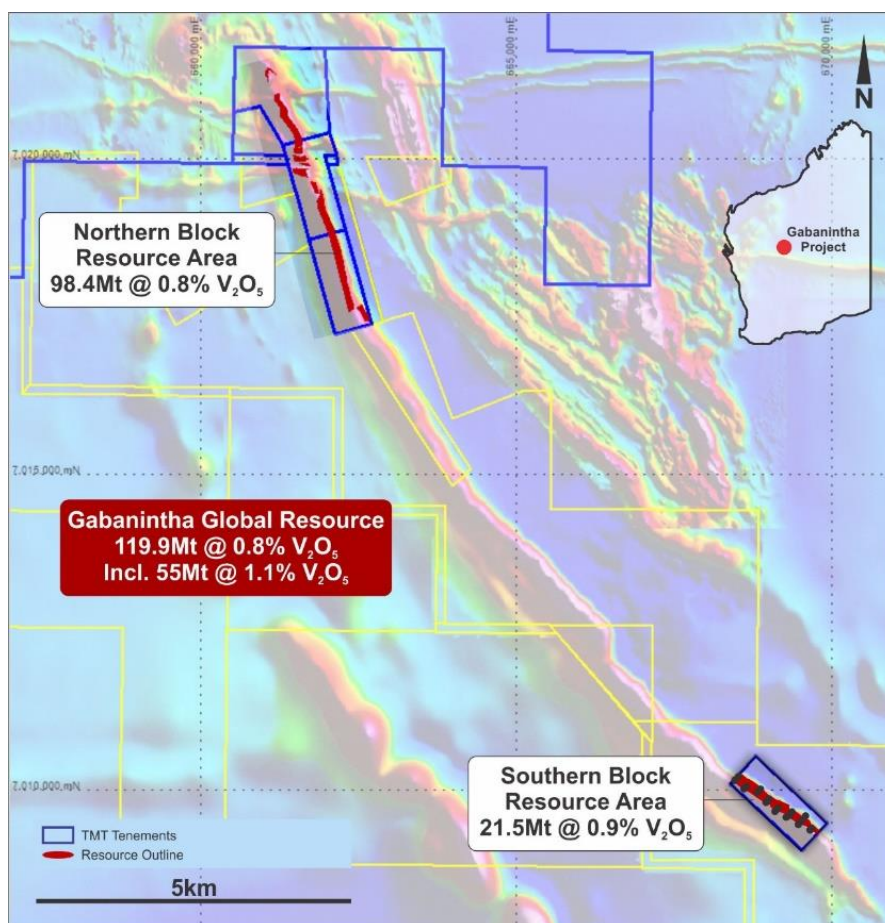 660,000 mE
665,000 mE
670,000 mE
N
7,020,000 mN
Northern Block
Resource Area
98.4Mt @ 0.8% V₂O₅
Gabanintha
Project
7,015,000 mN
Gabanintha Global Resource
119.9Mt @ 0.8% V₂O₅
Incl. 55Mt @ 1.1% V₂O₅
7,010,000 mN
Southern Block
Resource Area
21.5Mt @ 0.9% V₂O₅
TMT Tenements
Resource Outline
5km